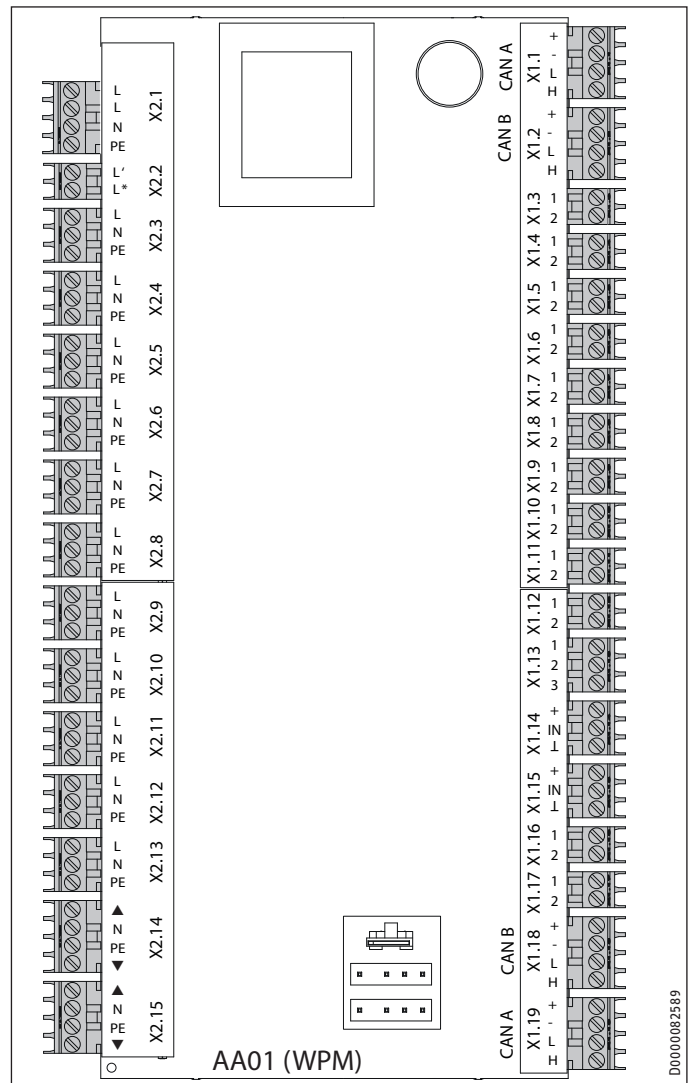 L
L
N
PE
X2.1
L'
L*
X2.2
L
N
PE
X2.3
L
N
PE
X2.4
L
N
PE
X2.5
L
N
PE
X2.6
L
N
PE
X2.7
L
N
PE
X2.8
L
N
PE
X2.9
L
N
PE
X2.10
L
N
PE
X2.11
L
N
PE
X2.12
L
N
PE
X2.13
▲
N
PE
▼
X2.14
▲
N
PE
▼
X2.15
CAN A
X1.1
+
-
L
H
CAN B
X1.2
+
-
L
H
X1.3
1
2
X1.4
1
2
X1.5
1
2
X1.6
1
2
X1.7
1
2
X1.8
1
2
X1.9
1
2
X1.10
1
2
X1.11
1
2
X1.12
1
2
X1.13
1
2
3
X1.14
+
IN
⊥
X1.15
+
IN
⊥
X1.16
1
2
X1.17
1
2
CAN B
X1.18
+
-
L
H
CAN A
X1.19
+
-
L
H
AA01 (WPM)
D0000082589